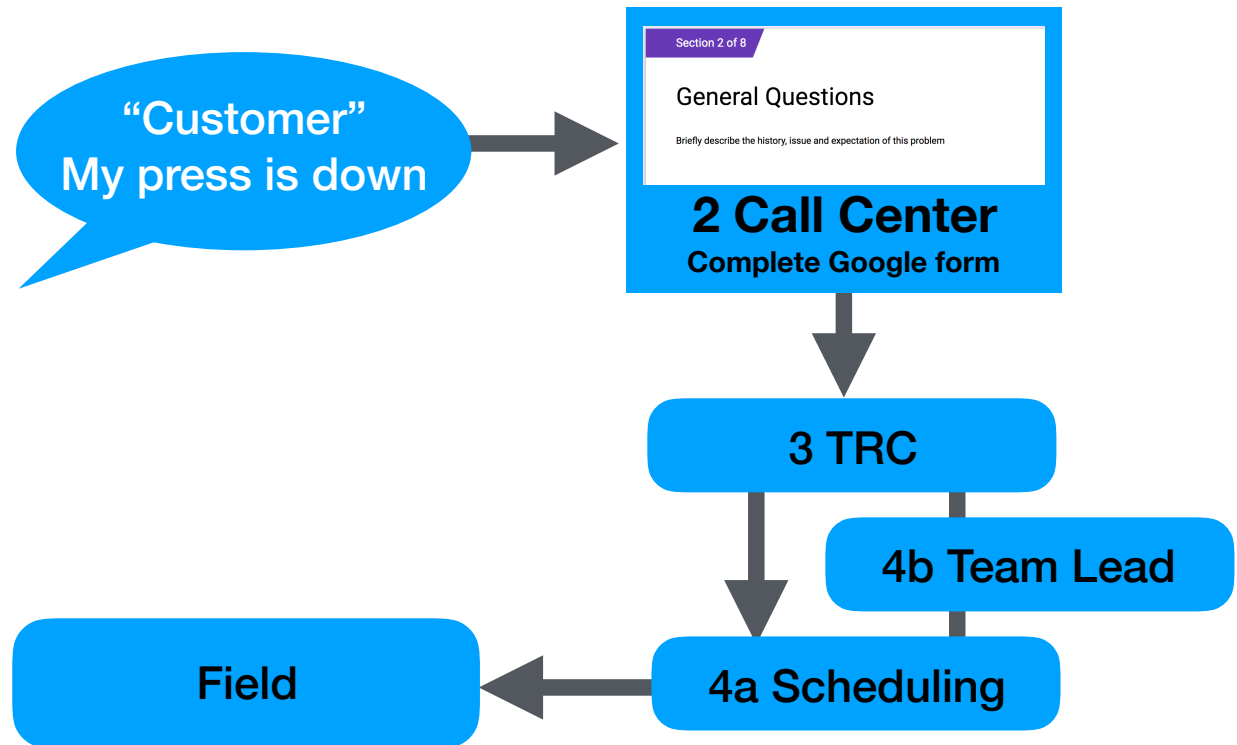 “Customer”
My press is down
Section 2 of 8
General Questions
Briefly describe the history, issue and expectation of this problem
2 Call Center
Complete Google form
3 TRC
4b Team Lead
4a Scheduling
Field